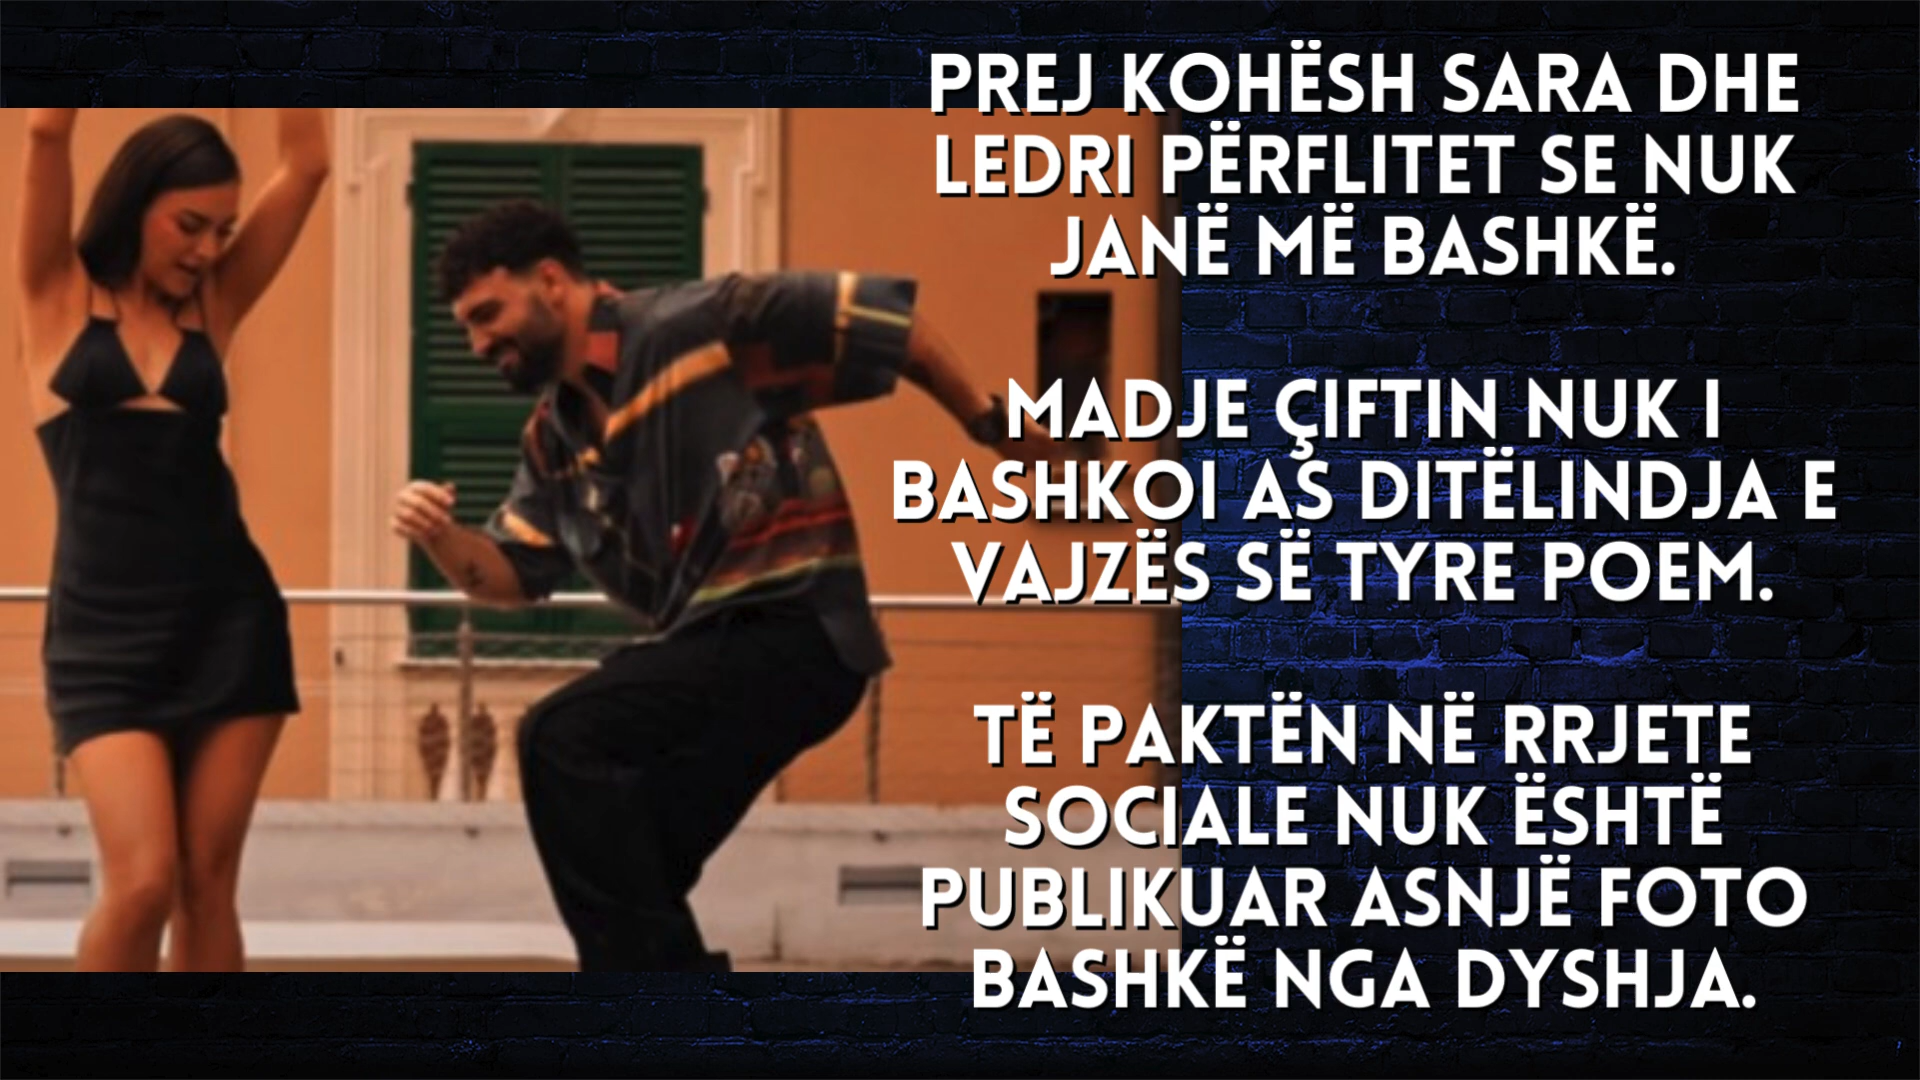 PREJ KOHËSH SARA DHE
LEDRI PËRFLITET SE NUK
JANË MË BASHKË.
MADJE ÇIFTIN NUK I
BASHKOI AS DITËLINDJA E
VAJZËS SË TYRE POEM.
TË PAKTËN NË RRJETE
SOCIALE NUK ËSHTË
PUBLIKUAR ASNJË FOTO
BASHKË NGA DYSHJA.